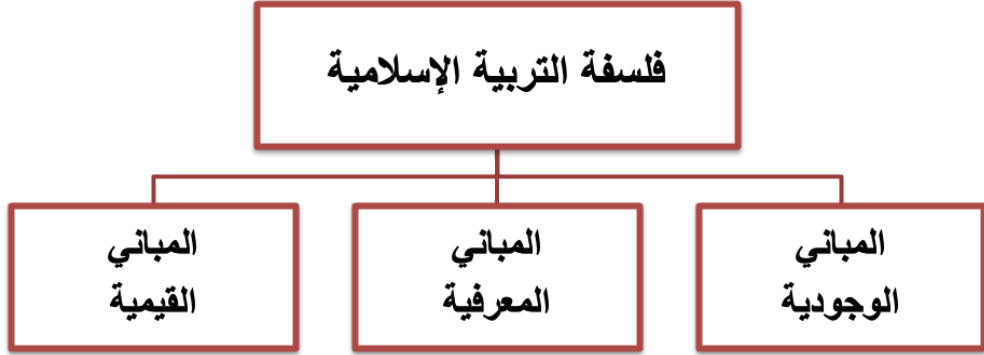 فلسفة التربية الإسلامية
المباني
الوجودية
المباني
المعرفية
المباني
القيمية